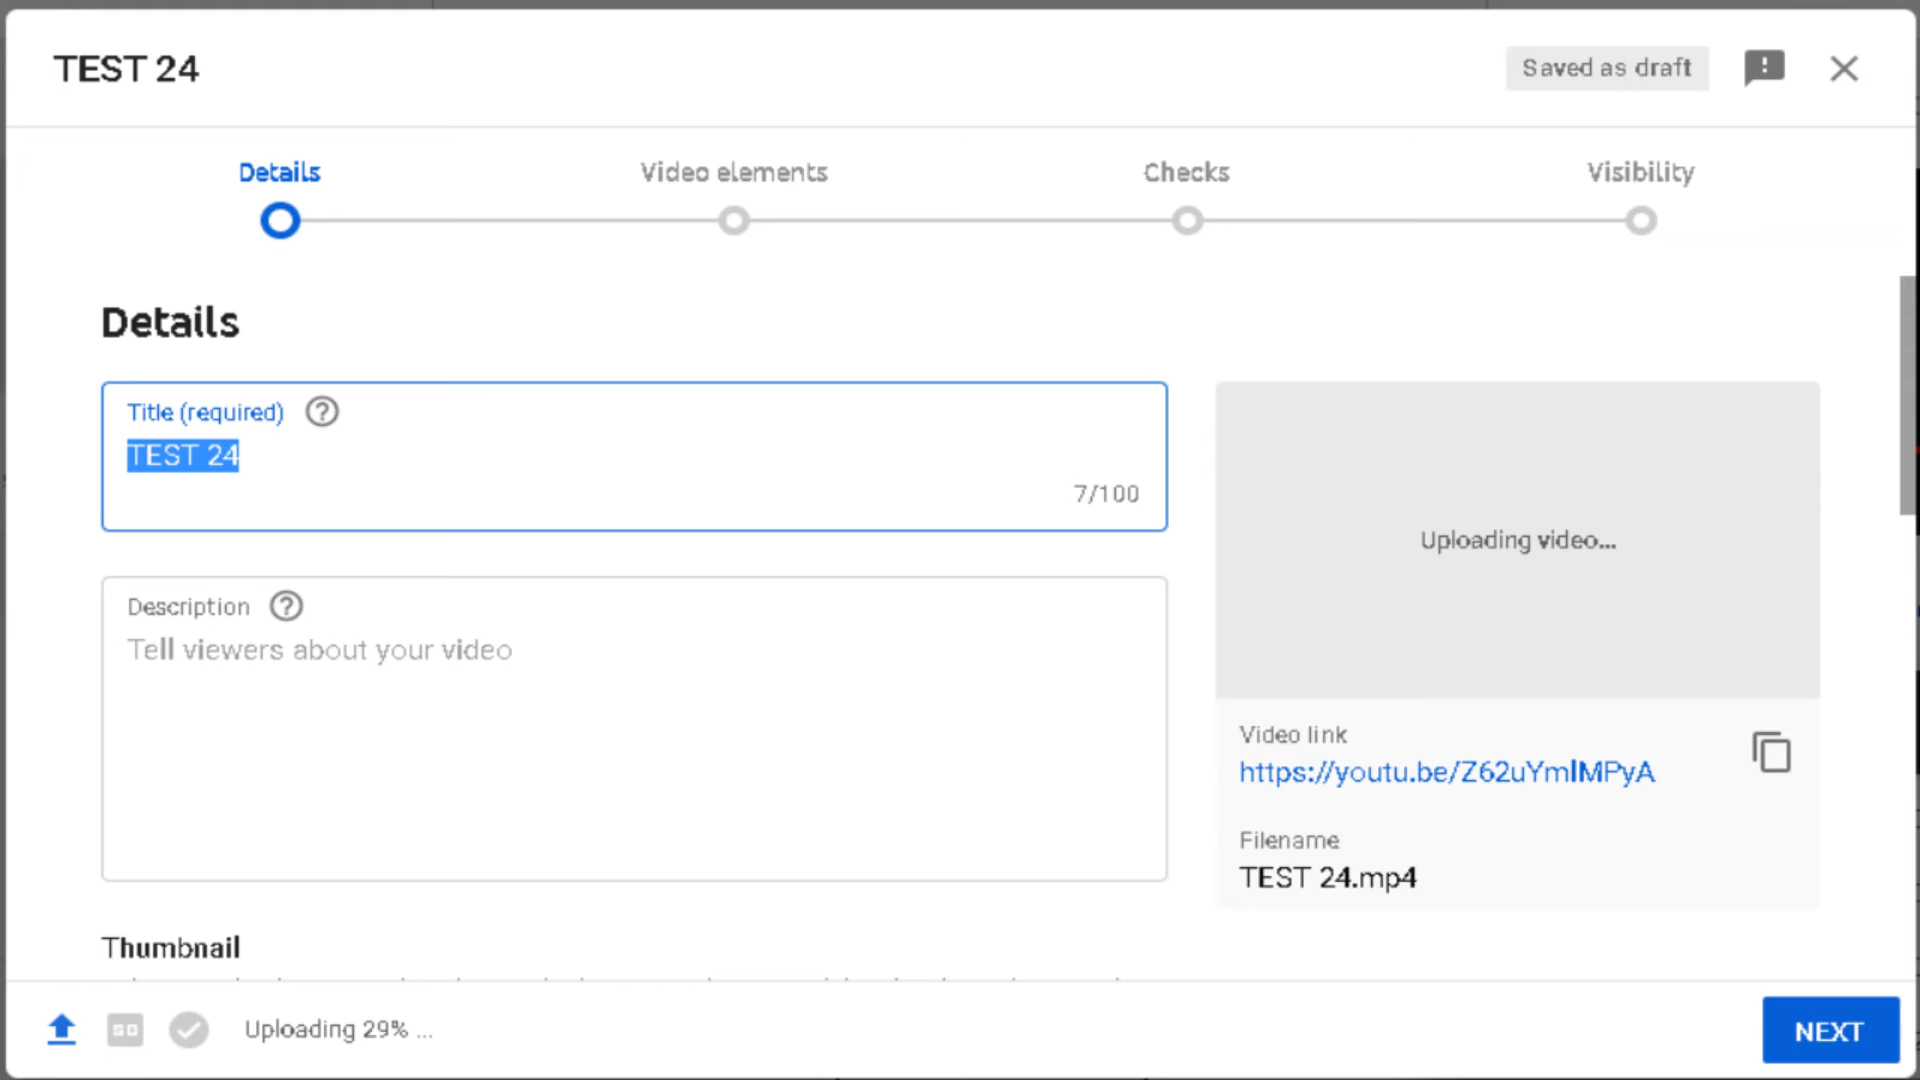 TEST 24
Saved as draft
Details
Video elements
Checks
Visibility
Details
Title (required)
TEST 24
7/100
Description
Tell viewers about your video
Uploading video...
Video link
https://youtu.be/Z62uYmlMPyA
Filename
TEST 24.mp4
Thumbnail
SD
Uploading 29% ...
NEXT